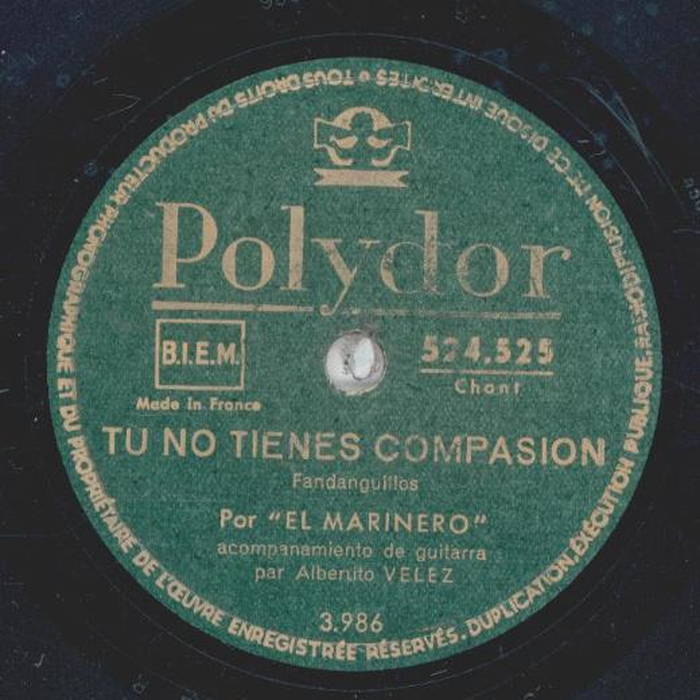 TOUS DROITS DU PRODUCTEUR PHONOGRAPHIQUE ET DU PROPRIÉTAIRE DE L'ŒUVRE ENREGISTRÉE RÉSERVÉS. DUPLICATION, EXÉCUTION PUBLIQUE, RADIODIFFUSION DE CE DISQUE INTERDITES
Polydor
B.I.E.M.
524.525
Chant
Made in France
TU NO TIENES COMPASION
Fandanguillos
Por "EL MARINERO"
acompanamiento de guitarra
par Albertito VELEZ
3.986